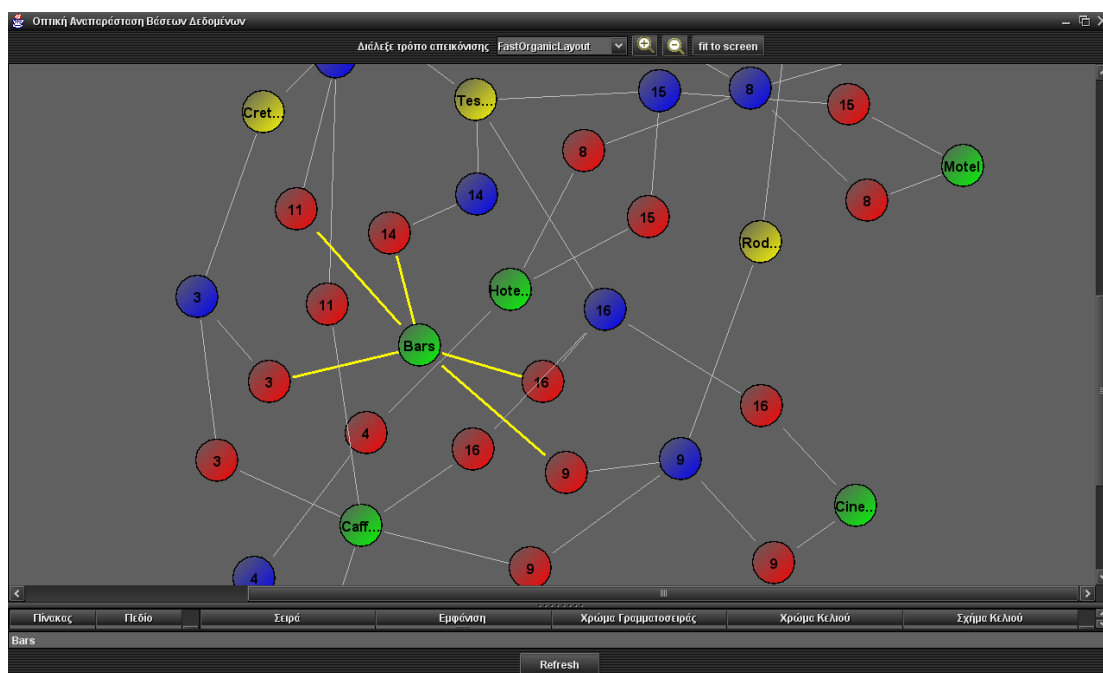 Οπτική Αναπαράσταση Βάσεων Δεδομένων
Διάλεξε τρόπο απεικόνισης FastOrganicLayout fit to screen
Cret...
Tes...
15
8
15
8
Motel
11
14
14
8
15
Rod...
3
11
Hote...
16
Bars
3
16
16
4
3
16
9
9
Cine...
Caff...
4
9
9
Πίνακας Πεδίο Σειρά Εμφάνιση Χρώμα Γραμματοσειράς Χρώμα Κελιού Σχήμα Κελιού
Bars
Refresh